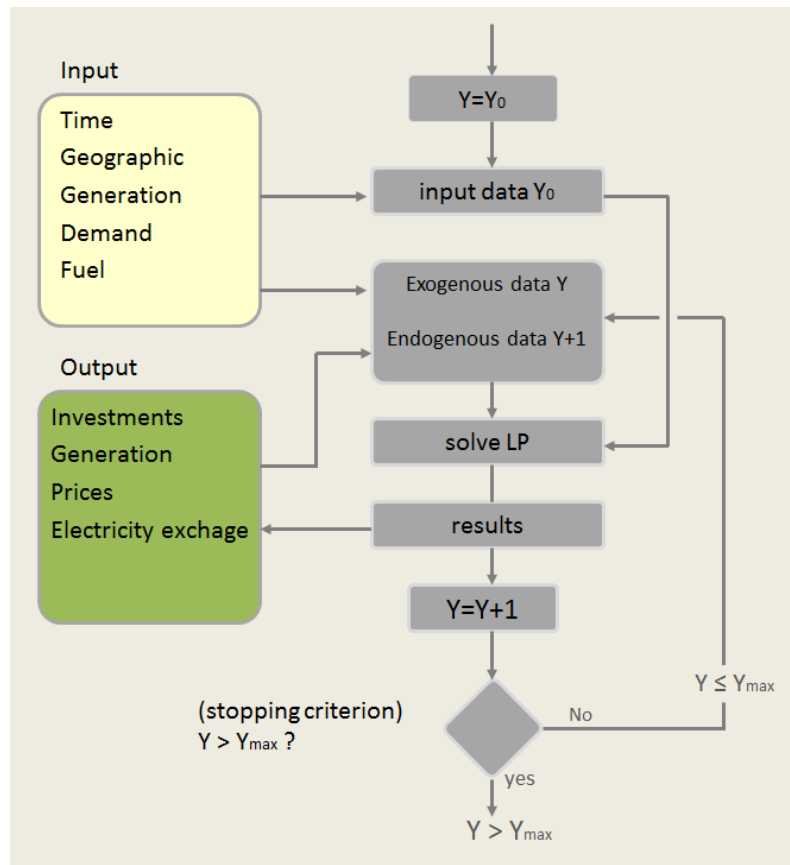 Input
Time
Geographic
Generation
Demand
Fuel
Output
Investments
Generation
Prices
Electricity exchage
Y=Y₀
input data Y₀
Exogenous data Y
Endogenous data Y+1
solve LP
results
Y=Y+1
(stopping criterion)
Y > Ymax ?
No
Y ≤ Ymax
yes
Y > Ymax